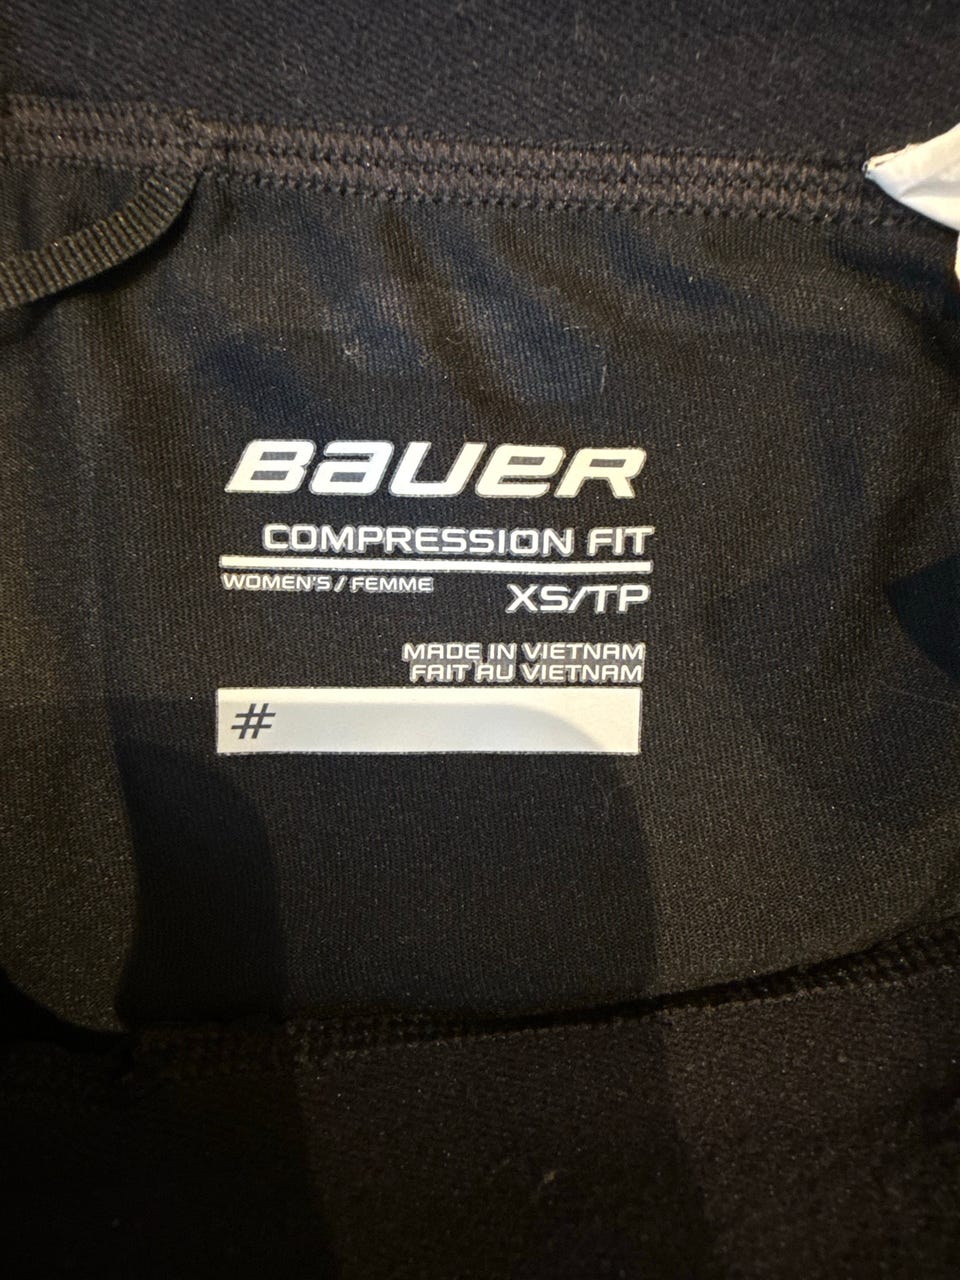 BAUER
COMPRESSION FIT
WOMEN'S / FEMME XS/TP
MADE IN VIETNAM
FAIT AU VIETNAM
#